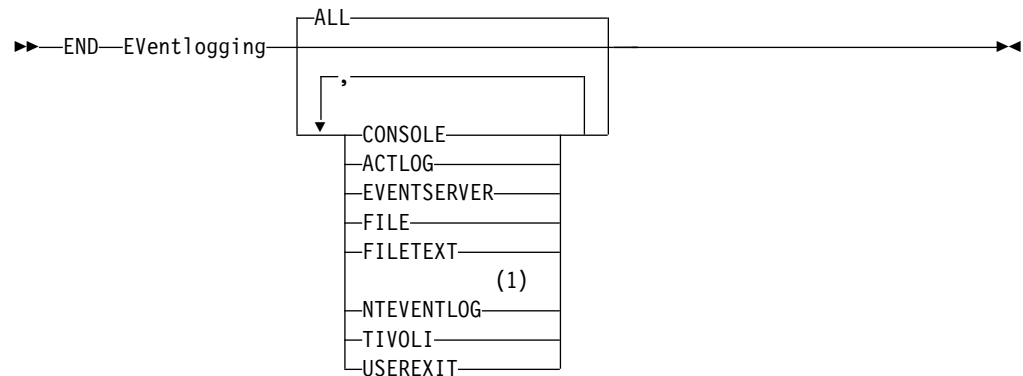 ALL
END EVentlogging
,
CONSOLE
ACTLOG
EVENTSERVER
FILE
FILETEXT
(1)
NTEVENTLOG
TIVOLI
USEREXIT